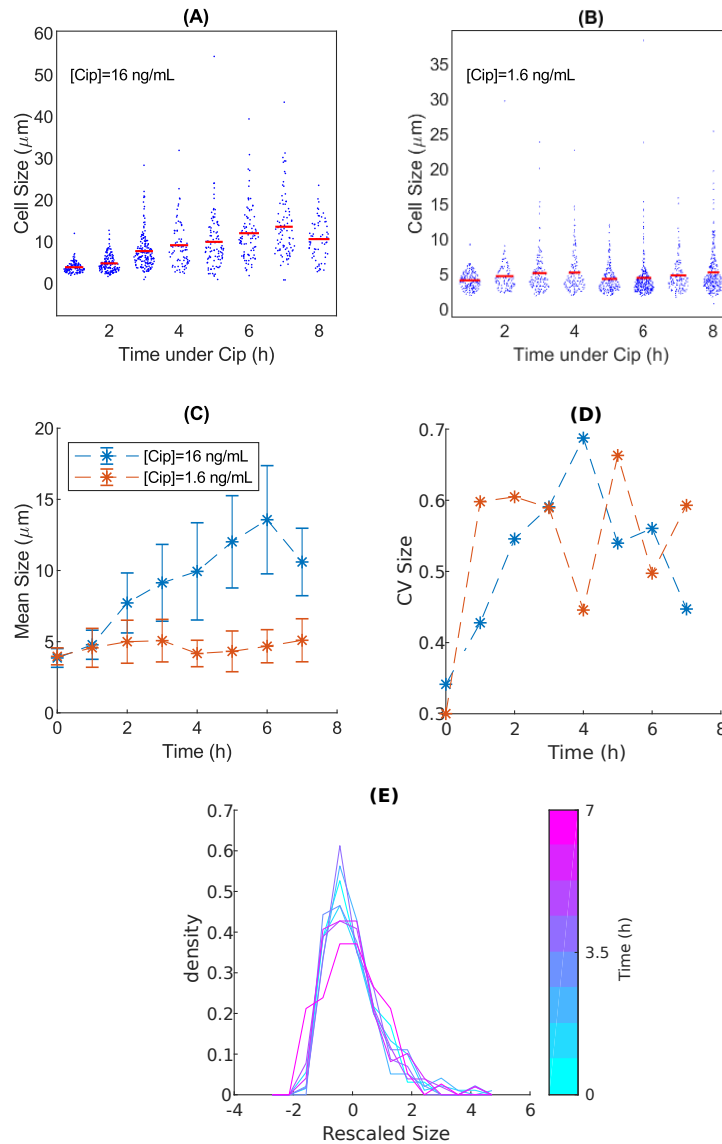 (A)
60
50
40
30
20
10
0
[Cip]=16 ng/mL
Cell Size (μm)
2 4 6 8
Time under Cip (h)
(B)
35
30
25
20
15
10
5
0
[Cip]=1.6 ng/mL
Cell Size (μm)
2 4 6 8
Time under Cip (h)
(C)
20
15
10
5
0
[Cip]=16 ng/mL
[Cip]=1.6 ng/mL
Mean Size (μm)
0 2 4 6 8
Time (h)
(D)
0.7
0.6
0.5
0.4
0.3
CV Size
0 2 4 6 8
Time (h)
(E)
0.7
0.6
0.5
0.4
0.3
0.2
0.1
0
density
-4 -2 0 2 4 6
Rescaled Size
7
3.5
0
Time (h)